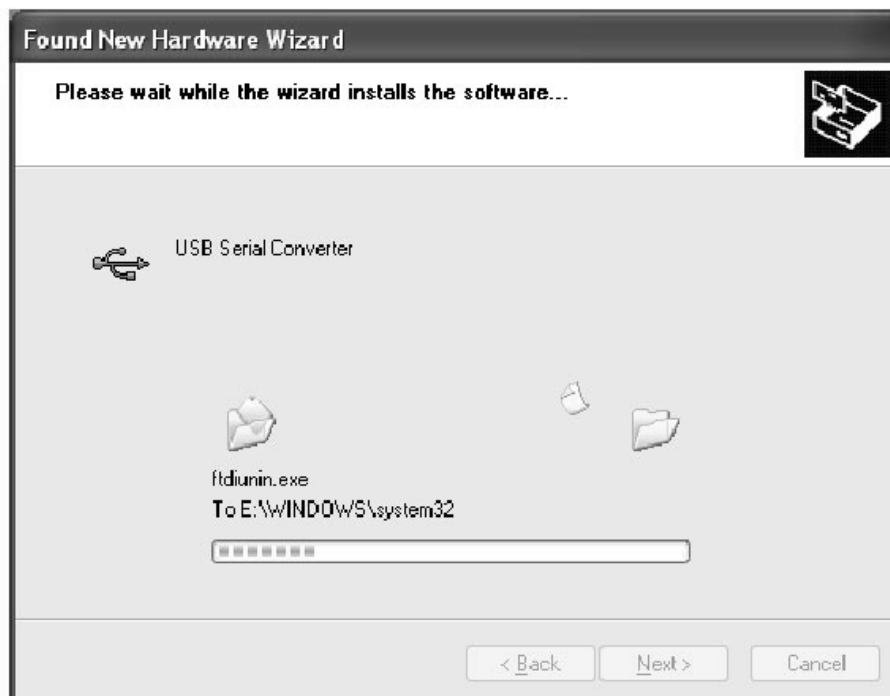 Found New Hardware Wizard
Please wait while the wizard installs the software...
USB Serial Converter
ftdiunin.exe
To E:\WINDOWS\system32
< Back
Next >
Cancel